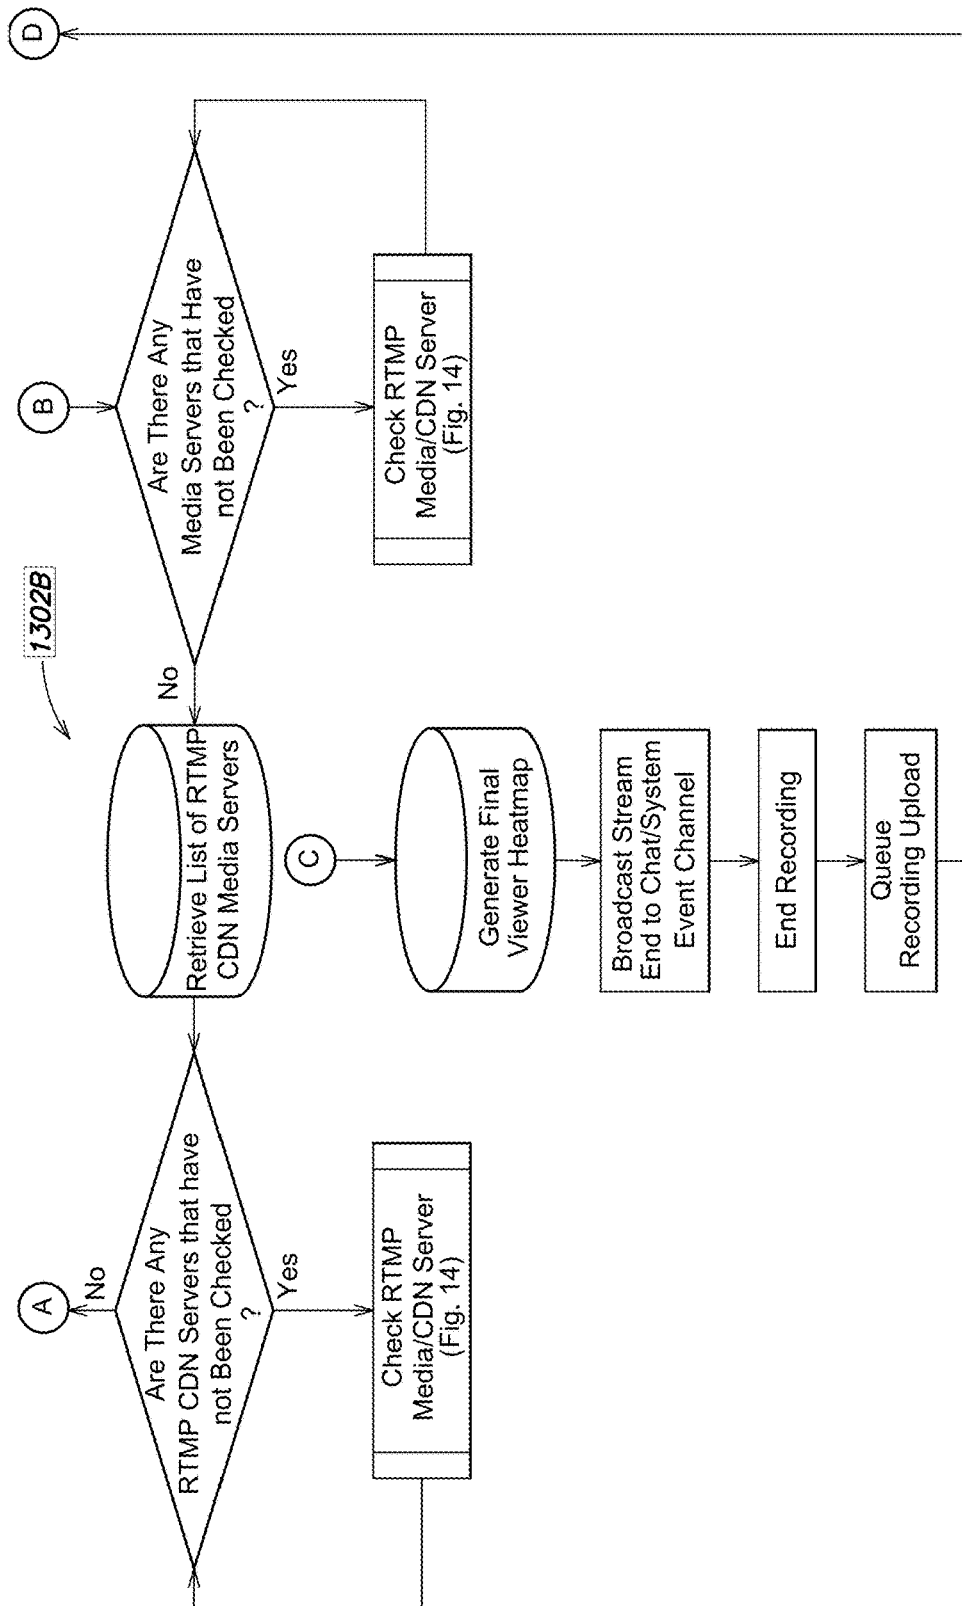 1302B
A
No
Are There Any
RTMP CDN Servers that have
not Been Checked
?
Yes
Check RTMP
Media/CDN Server
(Fig. 14)
Retrieve List of RTMP
CDN Media Servers
No
B
Are There Any
Media Servers that Have
not Been Checked
?
Yes
Check RTMP
Media/CDN Server
(Fig. 14)
C
Generate Final
Viewer Heatmap
Broadcast Stream
End to Chat/System
Event Channel
End Recording
Queue
Recording Upload
D